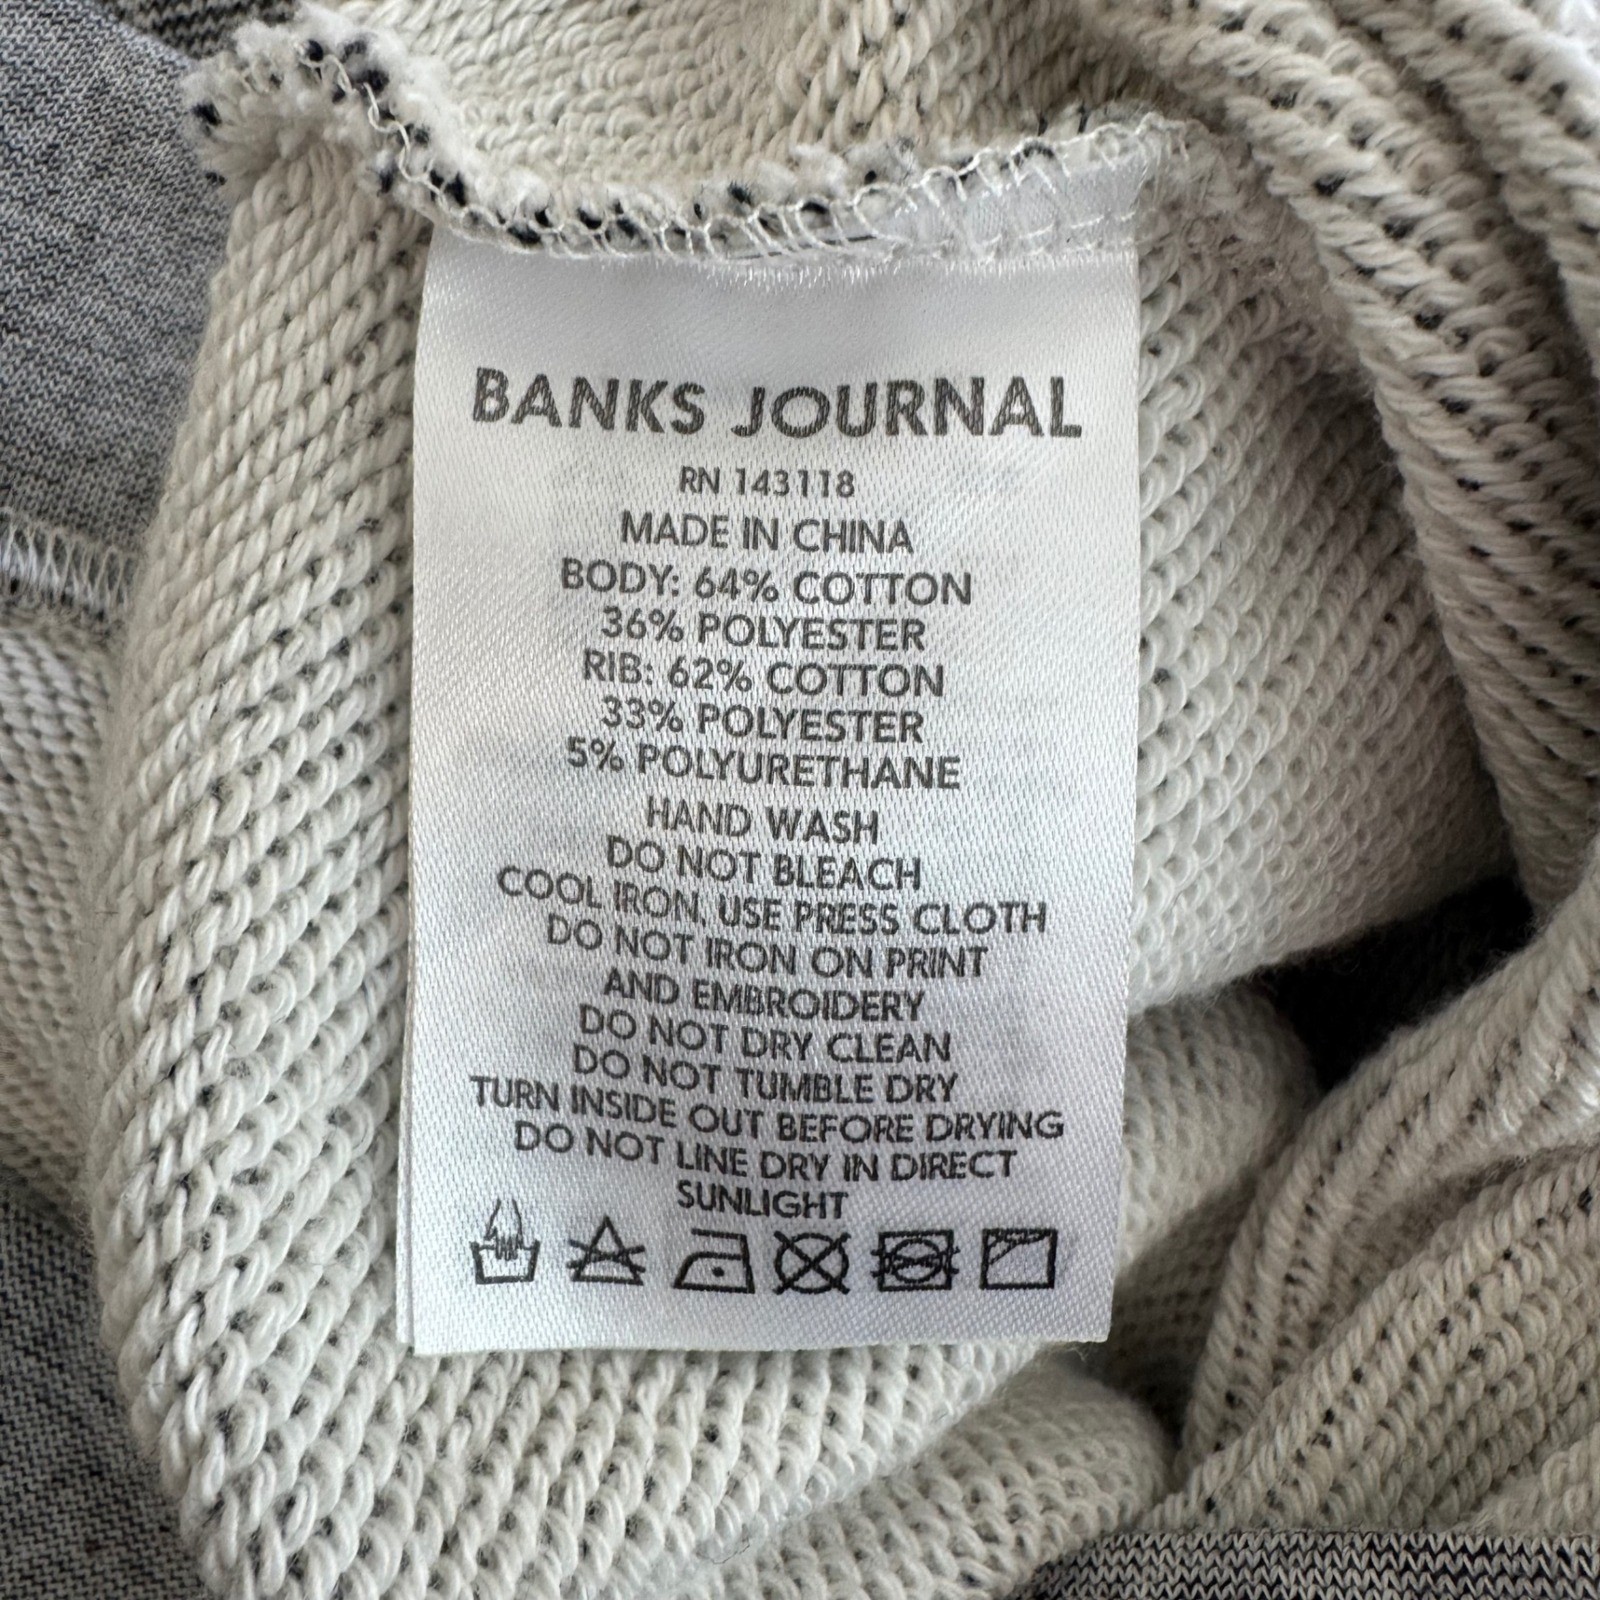 BANKS JOURNAL
RN 143118
MADE IN CHINA
BODY: 64% COTTON
36% POLYESTER
RIB: 62% COTTON
33% POLYESTER
5% POLYURETHANE
HAND WASH
DO NOT BLEACH
COOL IRON, USE PRESS CLOTH
DO NOT IRON ON PRINT
AND EMBROIDERY
DO NOT DRY CLEAN
DO NOT TUMBLE DRY
TURN INSIDE OUT BEFORE DRYING
DO NOT LINE DRY IN DIRECT
SUNLIGHT